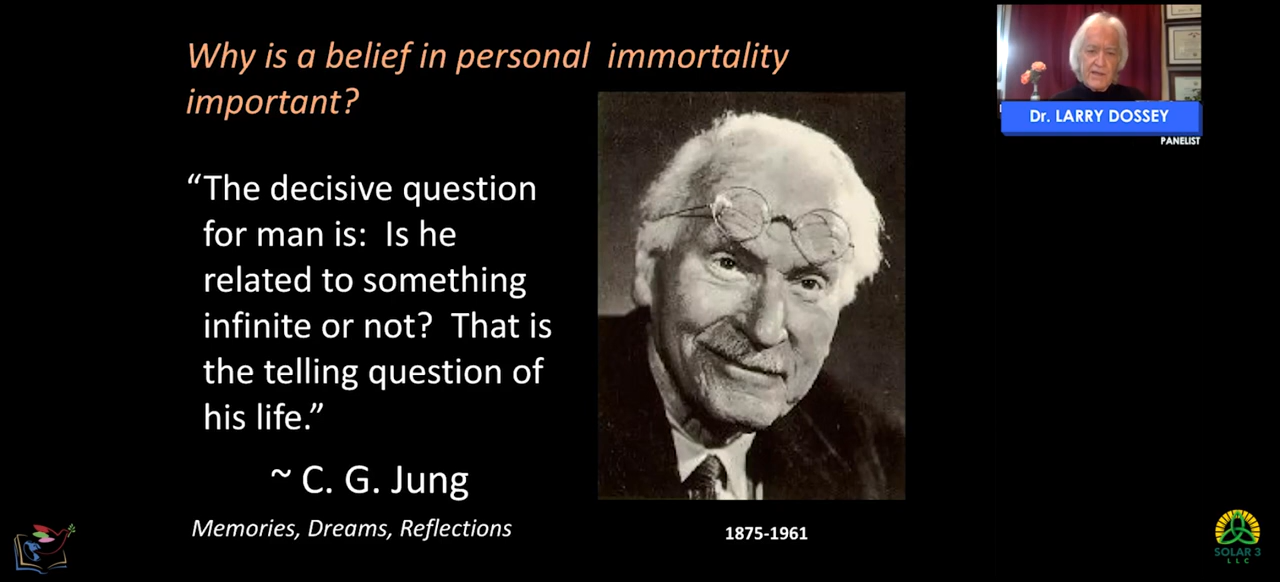 Why is a belief in personal  immortality
important?
“The decisive question
for man is:  Is he
related to something
infinite or not?  That is
the telling question of
his life.”
~ C. G. Jung
Memories, Dreams, Reflections
1875-1961
Dr. LARRY DOSSEY
PANELIST
SOLAR 3
LLC